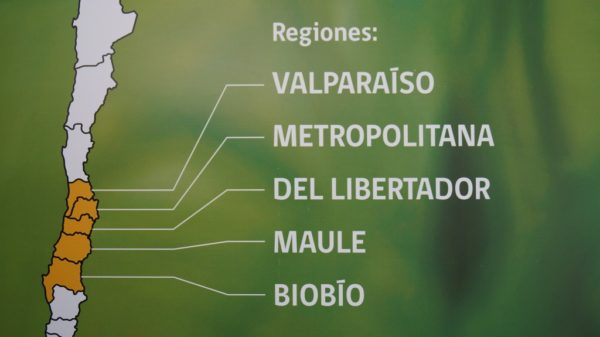 Regiones:
VALPARAÍSO
METROPOLITANA
DEL LIBERTADOR
MAULE
BIOBÍO